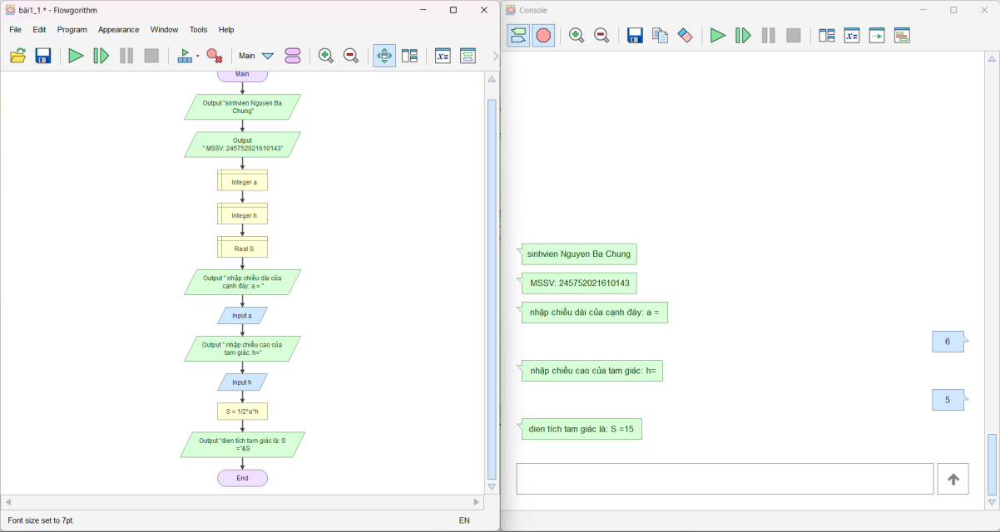 bài1_1 * - Flowgorithm
File Edit Program Appearance Window Tools Help
Main
x=
Main
Output "sinhvien Nguyen Ba
Chung"
Output
" MSSV: 245752021610143"
Integer a
Integer h
Real S
Output " nhập chiều dài của
cạnh đáy: a = "
Input a
Output " nhập chiều cao của
tam giác: h="
Input h
S = 1/2*a*h
Output "dien tích tam giác là: S
="&S
End
Font size set to 7pt.
EN
Console
x=
sinhvien Nguyen Ba Chung
MSSV: 245752021610143
nhập chiều dài của cạnh đáy: a =
6
nhập chiều cao của tam giác: h=
5
dien tích tam giác là: S =15